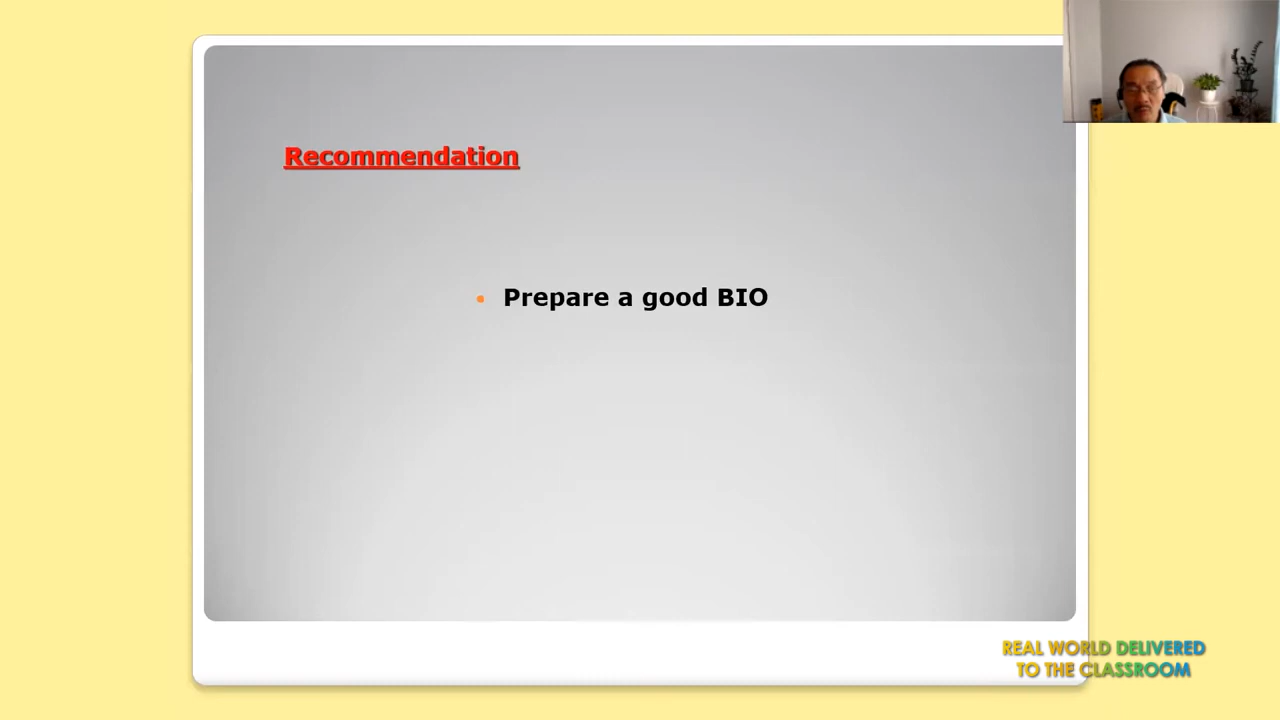 Recommendation
• Prepare a good BIO
REAL WORLD DELIVERED
TO THE CLASSROOM